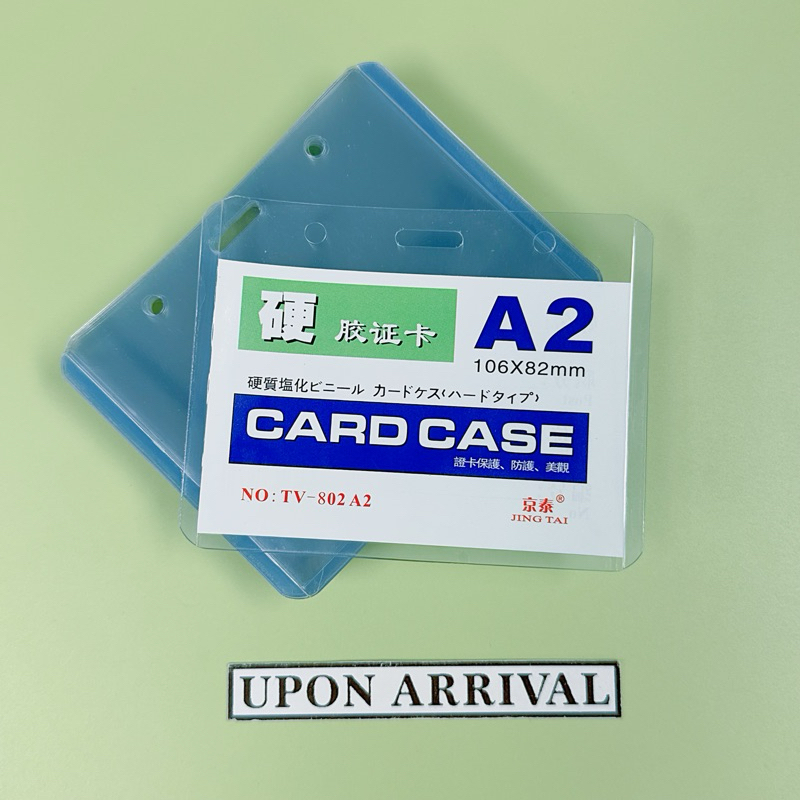 硬 胶证卡
A2
106X82mm
硬質塩化ビニール カードケス(ハードタイプ)
CARD CASE
證卡保護、防護、美觀
NO: TV-802 A2
京泰®
JING TAI
UPON ARRIVAL